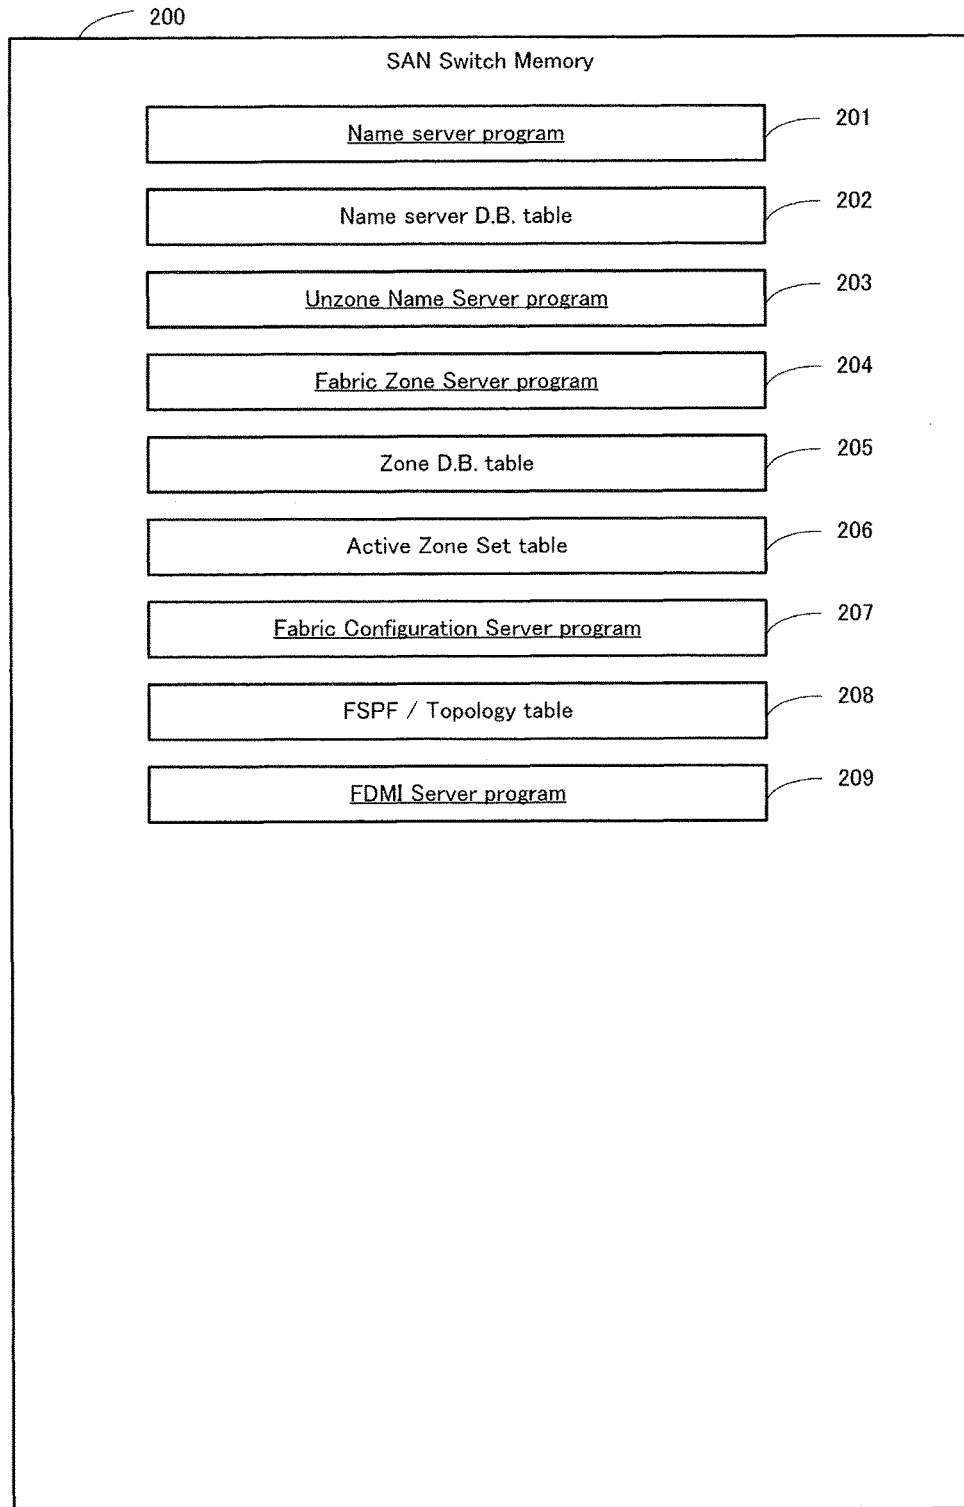 200
SAN Switch Memory
Name server program
201
Name server D.B. table
202
Unzone Name Server program
203
Fabric Zone Server program
204
Zone D.B. table
205
Active Zone Set table
206
Fabric Configuration Server program
207
FSPF / Topology table
208
FDMI Server program
209